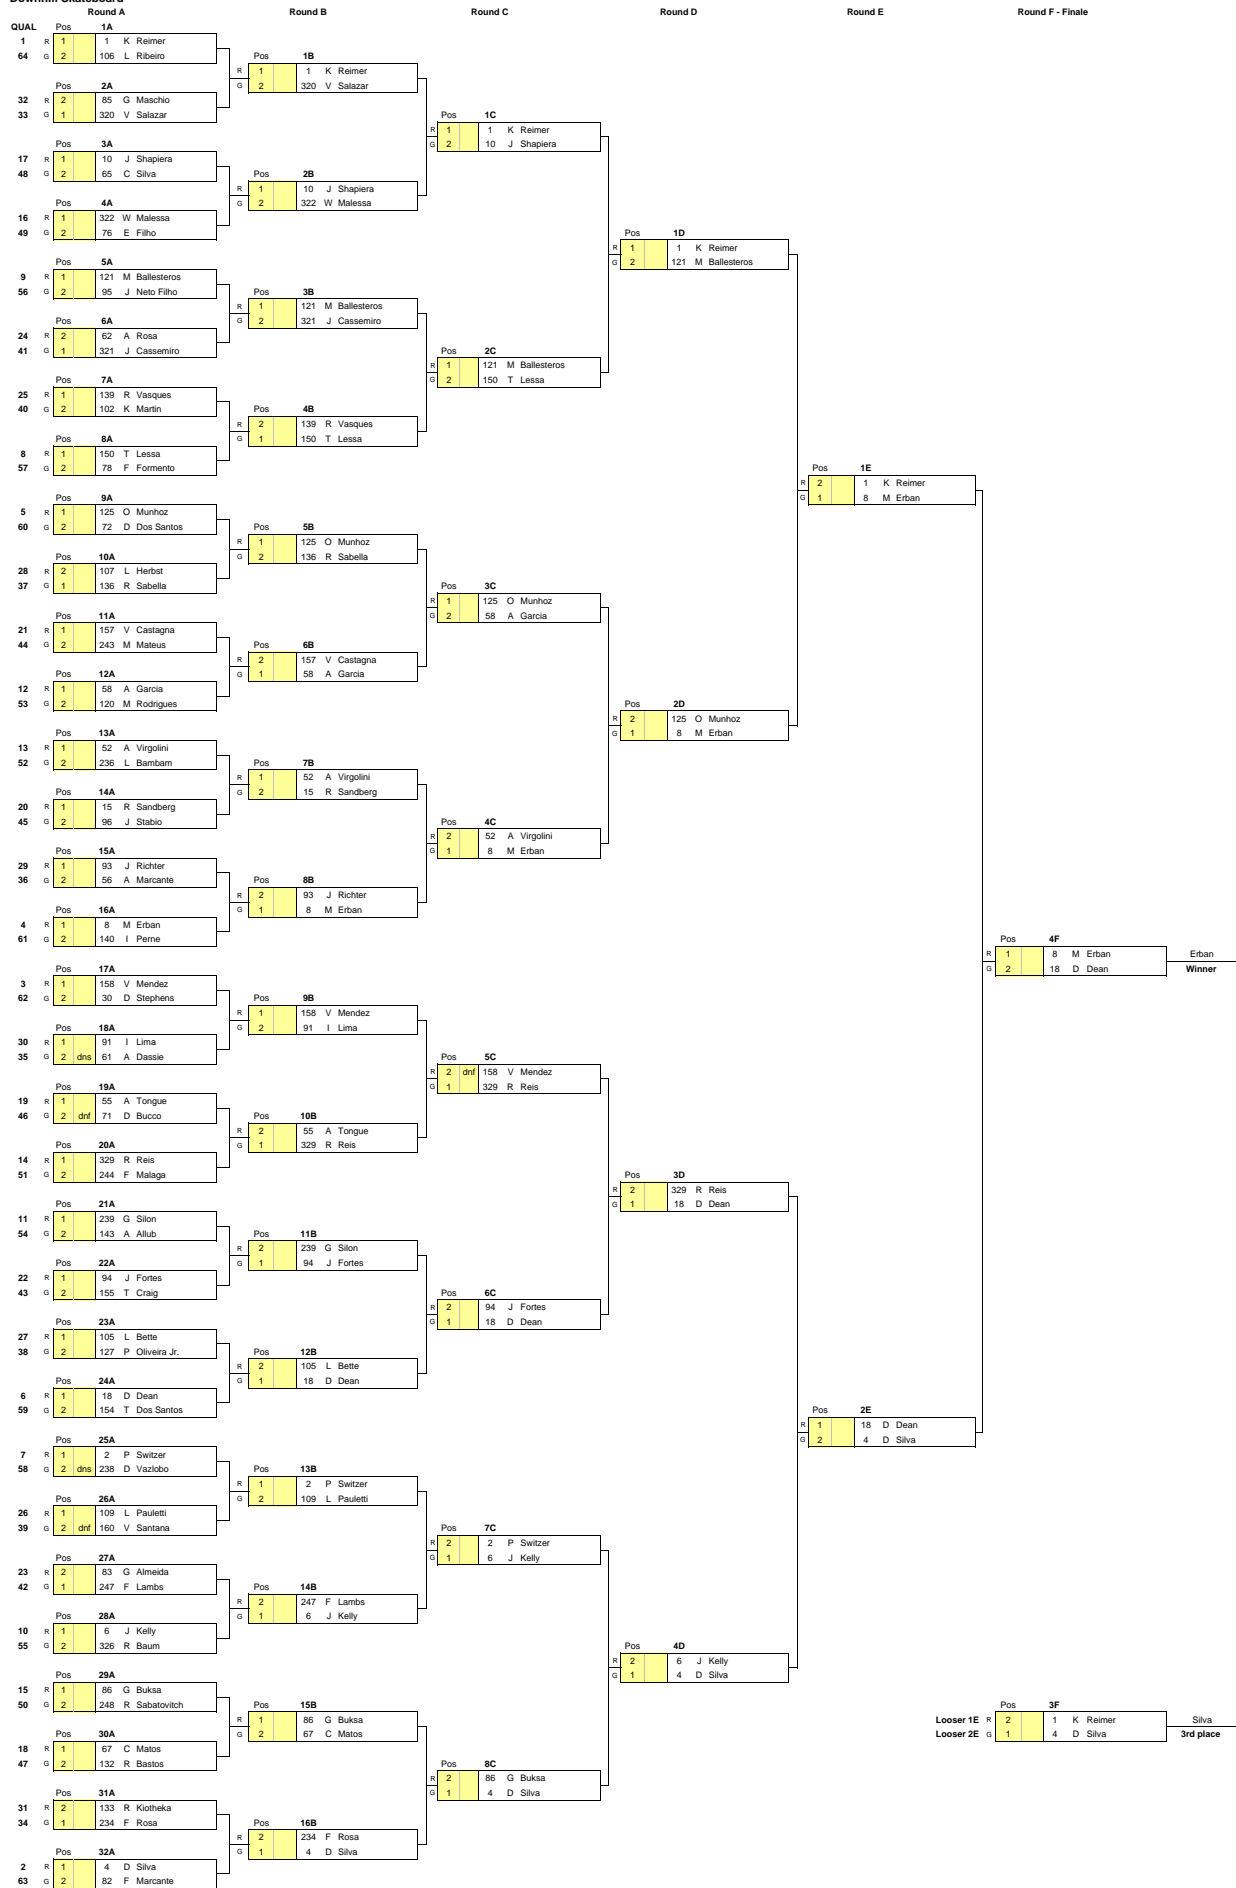 Downhill Skateboard
Round A Round B Round C Round D Round E Round F - Finale
QUAL Pos 1A
1 R 1 1 K Reimer
64 G 2 106 L Ribeiro
Pos 2A
32 R 2 85 G Maschio
33 G 1 320 V Salazar
Pos 3A
17 R 1 10 J Shapiera
48 G 2 65 C Silva
Pos 4A
16 R 1 322 W Malessa
49 G 2 76 E Filho
Pos 5A
9 R 1 121 M Ballesteros
56 G 2 95 J Neto Filho
Pos 6A
24 R 2 62 A Rosa
41 G 1 321 J Cassemiro
Pos 7A
25 R 1 139 R Vasques
40 G 2 102 K Martin
Pos 8A
8 R 1 150 T Lessa
57 G 2 78 F Formento
Pos 9A
5 R 1 125 O Munhoz
60 G 2 72 D Dos Santos
Pos 10A
28 R 2 107 L Herbst
37 G 1 136 R Sabella
Pos 11A
21 R 1 157 V Castagna
44 G 2 243 M Mateus
Pos 12A
12 R 1 58 A Garcia
53 G 2 120 M Rodrigues
Pos 13A
13 R 1 52 A Virgolini
52 G 2 236 L Bambam
Pos 14A
20 R 1 15 R Sandberg
45 G 2 96 J Stabio
Pos 15A
29 R 1 93 J Richter
36 G 2 56 A Marcante
Pos 16A
4 R 1 8 M Erban
61 G 2 140 I Perne
Pos 17A
3 R 1 158 V Mendez
62 G 2 30 D Stephens
Pos 18A
30 R 1 91 I Lima
35 G 2 dns 61 A Dassie
Pos 19A
19 R 1 55 A Tongue
46 G 2 dnf 71 D Bucco
Pos 20A
14 R 1 329 R Reis
51 G 2 244 F Malaga
Pos 21A
11 R 1 239 G Silon
54 G 2 143 A Allub
Pos 22A
22 R 1 94 J Fortes
43 G 2 155 T Craig
Pos 23A
27 R 1 105 L Bette
38 G 2 127 P Oliveira Jr.
Pos 24A
6 R 1 18 D Dean
59 G 2 154 T Dos Santos
Pos 25A
7 R 1 2 P Switzer
58 G 2 dns 238 D Vazlobo
Pos 26A
26 R 1 109 L Pauletti
39 G 2 dnf 160 V Santana
Pos 27A
23 R 2 83 G Almeida
42 G 1 247 F Lambs
Pos 28A
10 R 1 6 J Kelly
55 G 2 326 R Baum
Pos 29A
15 R 1 86 G Buksa
50 G 2 248 R Sabatovitch
Pos 30A
18 R 1 67 C Matos
47 G 2 132 R Bastos
Pos 31A
31 R 2 133 R Kiotheka
34 G 1 234 F Rosa
Pos 32A
2 R 1 4 D Silva
63 G 2 82 F Marcante
Pos 1B
R 1 1 K Reimer
G 2 320 V Salazar
Pos 2B
R 1 10 J Shapiera
G 2 322 W Malessa
Pos 3B
R 1 121 M Ballesteros
G 2 321 J Cassemiro
Pos 4B
R 2 139 R Vasques
G 1 150 T Lessa
Pos 5B
R 1 125 O Munhoz
G 2 136 R Sabella
Pos 6B
R 2 157 V Castagna
G 1 58 A Garcia
Pos 7B
R 1 52 A Virgolini
G 2 15 R Sandberg
Pos 8B
R 2 93 J Richter
G 1 8 M Erban
Pos 9B
R 1 158 V Mendez
G 2 91 I Lima
Pos 10B
R 2 55 A Tongue
G 1 329 R Reis
Pos 11B
R 2 239 G Silon
G 1 94 J Fortes
Pos 12B
R 2 105 L Bette
G 1 18 D Dean
Pos 13B
R 1 2 P Switzer
G 2 109 L Pauletti
Pos 14B
R 2 247 F Lambs
G 1 6 J Kelly
Pos 15B
R 1 86 G Buksa
G 2 67 C Matos
Pos 16B
R 2 234 F Rosa
G 1 4 D Silva
Pos 1C
R 1 1 K Reimer
G 2 10 J Shapiera
Pos 2C
R 1 121 M Ballesteros
G 2 150 T Lessa
Pos 3C
R 1 125 O Munhoz
G 2 58 A Garcia
Pos 4C
R 2 52 A Virgolini
G 1 8 M Erban
Pos 5C
R 2 dnf 158 V Mendez
G 1 329 R Reis
Pos 6C
R 2 94 J Fortes
G 1 18 D Dean
Pos 7C
R 2 2 P Switzer
G 1 6 J Kelly
Pos 8C
R 2 86 G Buksa
G 1 4 D Silva
Pos 1D
R 1 1 K Reimer
G 2 121 M Ballesteros
Pos 2D
R 2 125 O Munhoz
G 1 8 M Erban
Pos 3D
R 2 329 R Reis
G 1 18 D Dean
Pos 4D
R 2 6 J Kelly
G 1 4 D Silva
Pos 1E
R 2 1 K Reimer
G 1 8 M Erban
Pos 2E
R 1 18 D Dean
G 2 4 D Silva
Pos 4F
R 1 8 M Erban Erban
G 2 18 D Dean Winner
Pos 3F
Looser 1E R 2 1 K Reimer Silva
Looser 2E G 1 4 D Silva 3rd place